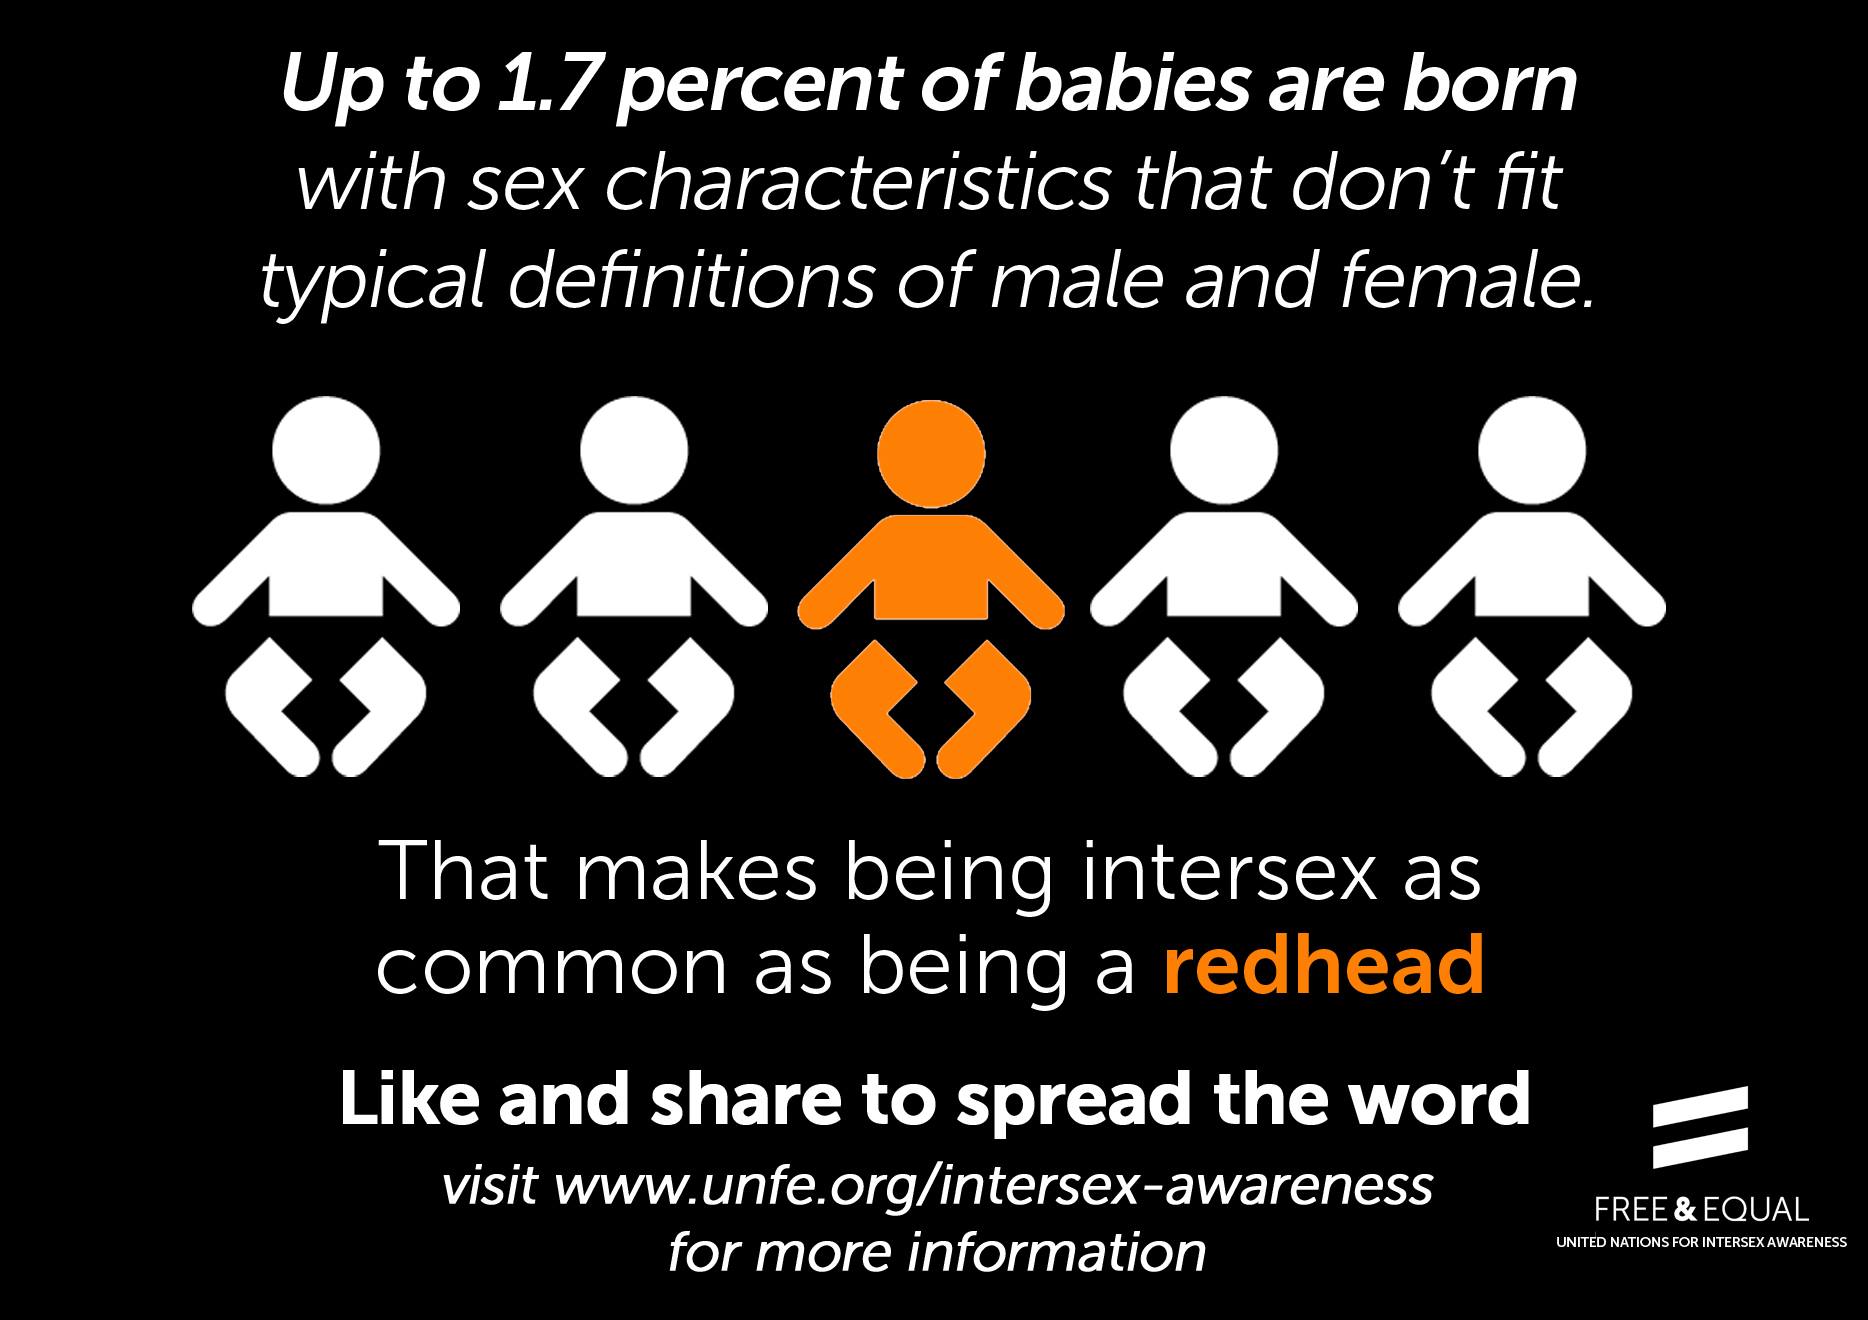 Up to 1.7 percent of babies are born
with sex characteristics that don’t fit
typical definitions of male and female.
That makes being intersex as
common as being a redhead
Like and share to spread the word
visit www.unfe.org/intersex-awareness
for more information
FREE & EQUAL
UNITED NATIONS FOR INTERSEX AWARENESS